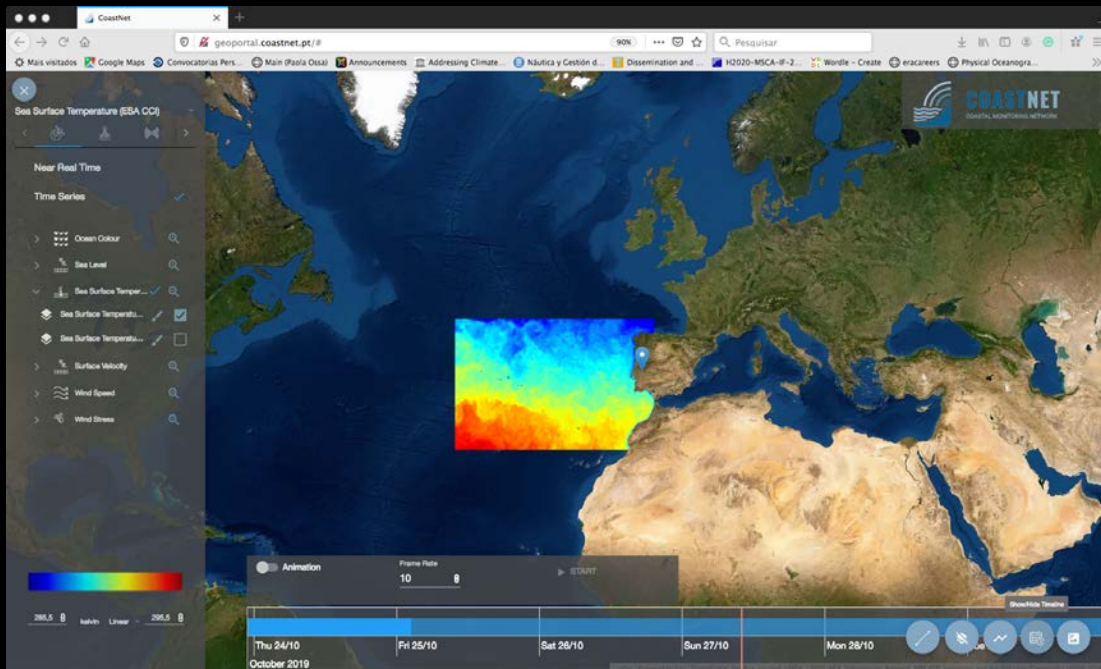 CoastNet
geoportal.coastnet.pt/#
90%
Pesquisar
Mais visitados
Google Maps
Convocatorias Pers...
Main (Paola Ossa)
Announcements
Addressing Climate...
Náutica y Gestión d...
Dissemination and ...
H2020-MSCA-IF-2...
Wordle - Create
eracareers
Physical Oceanogra...
Sea Surface Temperature (ESA CCI)
COASTNET
COASTAL MONITORING NETWORK
Near Real Time
Time Series
Ocean Colour
Sea Level
Sea Surface Temper...
Sea Surface Temperatu...
Sea Surface Temperatu...
Surface Velocity
Wind Speed
Wind Stress
285,5
kelvin
Linear
295,5
Animation
Frame Rate
10
START
Show/Hide Timeline
Thu 24/10
Fri 25/10
Sat 26/10
Sun 27/10
Mon 28/10
October 2019